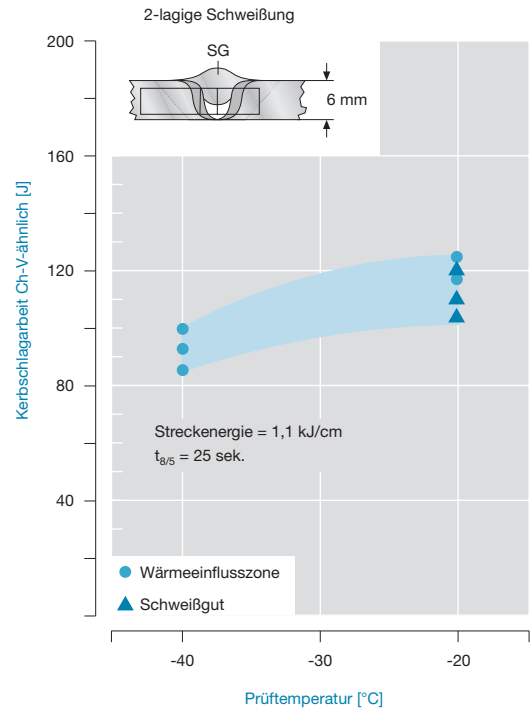 2-lagige Schweißung
SG
6 mm
200
160
120
80
40
Kerbschlagarbeit Ch-V-ähnlich [J]
Streckenergie = 1,1 kJ/cm
t8/5 = 25 sek.
Wärmeeinflusszone
Schweißgut
-40
-30
-20
Prüftemperatur [°C]